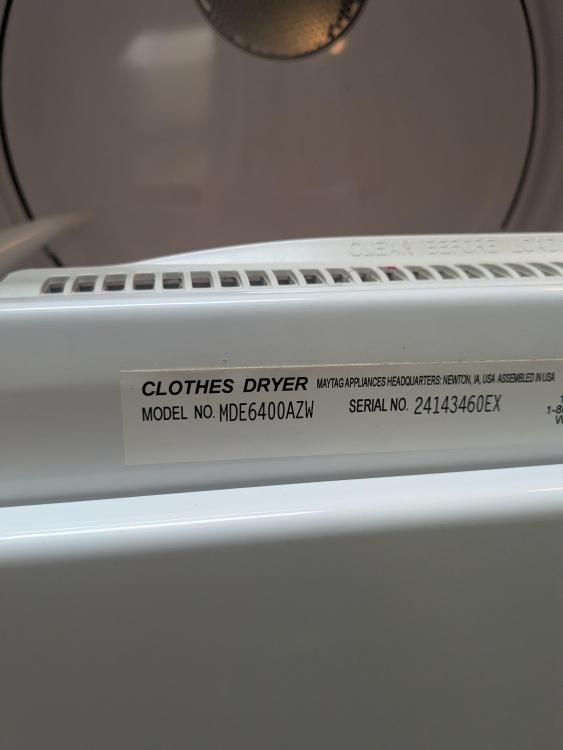 CLEAN BEFORE LOAD
CLOTHES DRYER MAYTAG APPLIANCES HEADQUARTERS: NEWTON, IA, USA ASSEMBLED IN USA
MODEL NO. MDE6400AZW SERIAL NO. 24143460EX